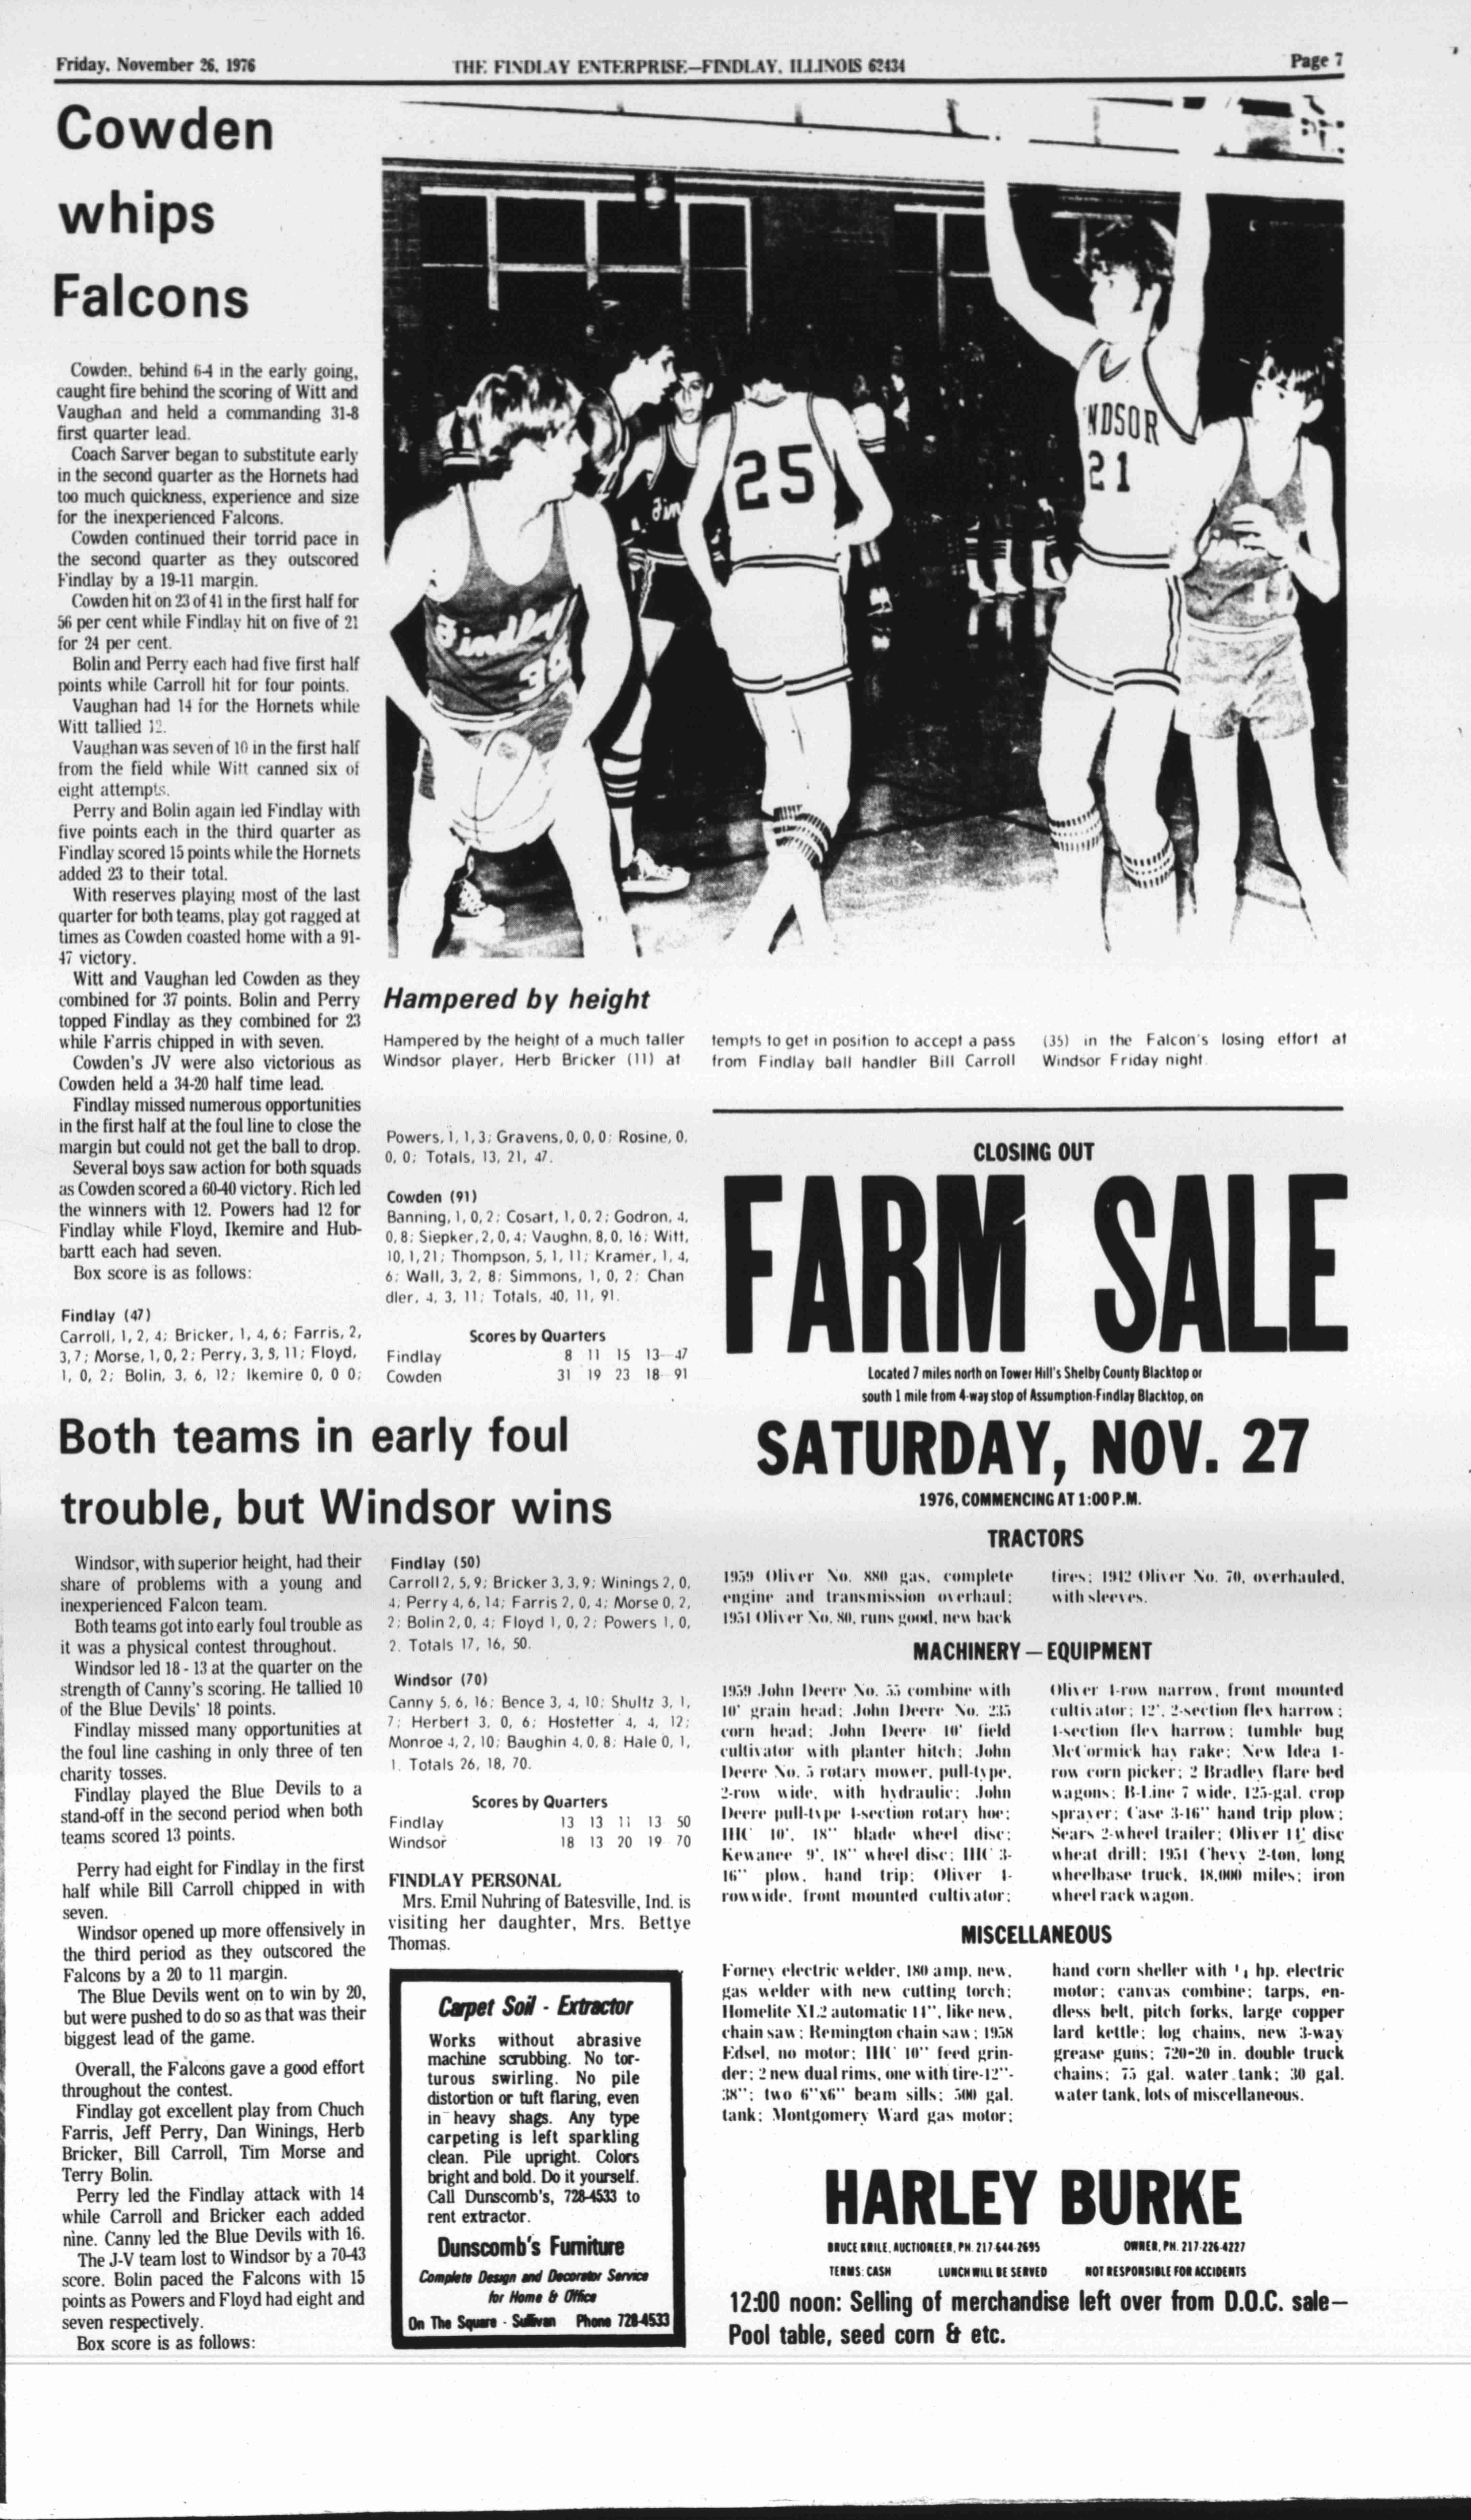 Friday, November 26, 1976
THE FINDLAY ENTERPRISE—FINDLAY, ILLINOIS 62434
Page 7
Cowden
whips
Falcons
Cowden, behind 6-4 in the early going,
caught fire behind the scoring of Witt and
Vaughan and held a commanding 31-8
first quarter lead.
Coach Sarver began to substitute early
in the second quarter as the Hornets had
too much quickness, experience and size
for the inexperienced Falcons.
Cowden continued their torrid pace in
the second quarter as they outscored
Findlay by a 19-11 margin.
Cowden hit on 23 of 41 in the first half for
56 per cent while Findlay hit on five of 21
for 24 per cent.
Bolin and Perry each had five first half
points while Carroll hit for four points.
Vaughan had 14 for the Hornets while
Witt tallied 12.
Vaughan was seven of 10 in the first half
from the field while Witt canned six of
eight attempts.
Perry and Bolin again led Findlay with
five points each in the third quarter as
Findlay scored 15 points while the Hornets
added 23 to their total.
With reserves playing most of the last
quarter for both teams, play got ragged at
times as Cowden coasted home with a 91-
47 victory.
Witt and Vaughan led Cowden as they
combined for 37 points. Bolin and Perry
topped Findlay as they combined for 23
while Farris chipped in with seven.
Cowden's JV were also victorious as
Cowden held a 34-20 half time lead.
Findlay missed numerous opportunities
in the first half at the foul line to close the
margin but could not get the ball to drop.
Several boys saw action for both squads
as Cowden scored a 60-40 victory. Rich led
the winners with 12. Powers had 12 for
Findlay while Floyd, Ikemire and Hub-
bartt each had seven.
Box score is as follows:
Findlay (47)
Carroll, 1, 2, 4; Bricker, 1, 4, 6; Farris, 2,
3, 7; Morse, 1, 0, 2; Perry, 3, 5, 11; Floyd,
1, 0, 2; Bolin, 3, 6, 12; Ikemire 0, 0 0;
Powers, 1, 1, 3; Gravens, 0, 0, 0; Rosine, 0,
0, 0; Totals, 13, 21, 47.
Cowden (91)
Banning, 1, 0, 2; Cosart, 1, 0, 2; Godron, 4,
0, 8; Siepker, 2, 0, 4; Vaughn, 8, 0, 16; Witt,
10, 1, 21; Thompson, 5, 1, 11; Kramer, 1, 4,
6; Wall, 3, 2, 8; Simmons, 1, 0, 2; Chan
dler, 4, 3, 11; Totals, 40, 11, 91.
Scores by Quarters
Findlay 8 11 15 13—47
Cowden 31 19 23 18 91
Findlay
25
NDSOR
21
Hampered by height
Hampered by the height of a much taller
Windsor player, Herb Bricker (11) at
tempts to get in position to accept a pass
from Findlay ball handler Bill Carroll
(35) in the Falcon's losing effort at
Windsor Friday night.
Both teams in early foul
trouble, but Windsor wins
Windsor, with superior height, had their
share of problems with a young and
inexperienced Falcon team.
Both teams got into early foul trouble as
it was a physical contest throughout.
Windsor led 18 - 13 at the quarter on the
strength of Canny's scoring. He tallied 10
of the Blue Devils' 18 points.
Findlay missed many opportunities at
the foul line cashing in only three of ten
charity tosses.
Findlay played the Blue Devils to a
stand-off in the second period when both
teams scored 13 points.
Perry had eight for Findlay in the first
half while Bill Carroll chipped in with
seven.
Windsor opened up more offensively in
the third period as they outscored the
Falcons by a 20 to 11 margin.
The Blue Devils went on to win by 20,
but were pushed to do so as that was their
biggest lead of the game.
Overall, the Falcons gave a good effort
throughout the contest.
Findlay got excellent play from Chuch
Farris, Jeff Perry, Dan Winings, Herb
Bricker, Bill Carroll, Tim Morse and
Terry Bolin.
Perry led the Findlay attack with 14
while Carroll and Bricker each added
nine. Canny led the Blue Devils with 16.
The J-V team lost to Windsor by a 70-43
score. Bolin paced the Falcons with 15
points as Powers and Floyd had eight and
seven respectively.
Box score is as follows:
Findlay (50)
Carroll 2, 5, 9; Bricker 3, 3, 9; Winings 2, 0,
4; Perry 4, 6, 14; Farris 2, 0, 4; Morse 0, 2,
2; Bolin 2, 0, 4; Floyd 1, 0, 2; Powers 1, 0,
2. Totals 17, 16, 50.
Windsor (70)
Canny 5, 6, 16; Bence 3, 4, 10; Shultz 3, 1,
7; Herbert 3, 0, 6; Hostetter 4, 4, 12;
Monroe 4, 2, 10; Baughin 4, 0, 8; Hale 0, 1,
1. Totals 26, 18, 70.
Scores by Quarters
Findlay 13 13 11 13 50
Windsor 18 13 20 19 70
FINDLAY PERSONAL
Mrs. Emil Nuhring of Batesville, Ind. is
visiting her daughter, Mrs. Bettye
Thomas.
Carpet Soil - Extractor
Works without abrasive
machine scrubbing. No tor-
turous swirling. No pile
distortion or tuft flaring, even
in heavy shags. Any type
carpeting is left sparkling
clean. Pile upright. Colors
bright and bold. Do it yourself.
Call Dunscomb's, 728-4533 to
rent extractor.
Dunscomb's Furniture
Complete Design and Decorator Service
for Home & Office
On The Square - Sullivan Phone 728-4533
CLOSING OUT
FARM SALE
Located 7 miles north on Tower Hill's Shelby County Blacktop or
south 1 mile from 4-way stop of Assumption-Findlay Blacktop, on
SATURDAY, NOV. 27
1976, COMMENCING AT 1:00 P.M.
TRACTORS
1959 Oliver No. 880 gas, complete
engine and transmission overhaul;
1951 Oliver No. 80, runs good, new back
tires; 1942 Oliver No. 70, overhauled,
with sleeves.
MACHINERY — EQUIPMENT
1959 John Deere No. 55 combine with
10' grain head; John Deere No. 235
corn head; John Deere 10' field
cultivator with planter hitch; John
Deere No. 5 rotary mower, pull-type,
2-row wide, with hydraulic; John
Deere pull-type 4-section rotary hoe;
IHC 10', 18" blade wheel disc;
Kewanee 9', 18" wheel disc; IHC 3-
16" plow, hand trip; Oliver 4-
row wide, front mounted cultivator;
Oliver 4-row narrow, front mounted
cultivator; 12', 2-section flex harrow;
4-section flex harrow; tumble bug
McCormick hay rake; New Idea 1-
row corn picker; 2 Bradley flare bed
wagons; B-Line 7 wide, 125-gal. crop
sprayer; Case 3-16" hand trip plow;
Sears 2-wheel trailer; Oliver 14' disc
wheat drill; 1951 Chevy 2-ton, long
wheelbase truck, 48,000 miles; iron
wheel rack wagon.
MISCELLANEOUS
Forney electric welder, 180 amp, new,
gas welder with new cutting torch;
Homelite XL2 automatic 14", like new,
chain saw; Remington chain saw; 1958
Edsel, no motor; IHC 10" feed grin-
der; 2 new dual rims, one with tire-12"-
38"; two 6"x6" beam sills; 500 gal.
tank; Montgomery Ward gas motor;
hand corn sheller with hp. electric
motor; canvas combine; tarps, en-
dless belt, pitch forks, large copper
lard kettle; log chains, new 3-way
grease guns; 720-20 in. double truck
chains; 75 gal. water tank; 30 gal.
water tank, lots of miscellaneous.
HARLEY BURKE
BRUCE KRILE, AUCTIONEER, PH. 217-644-2695
OWNER, PH. 217-226-4227
TERMS: CASH LUNCH WILL BE SERVED NOT RESPONSIBLE FOR ACCIDENTS
12:00 noon: Selling of merchandise left over from D.O.C. sale—
Pool table, seed corn & etc.